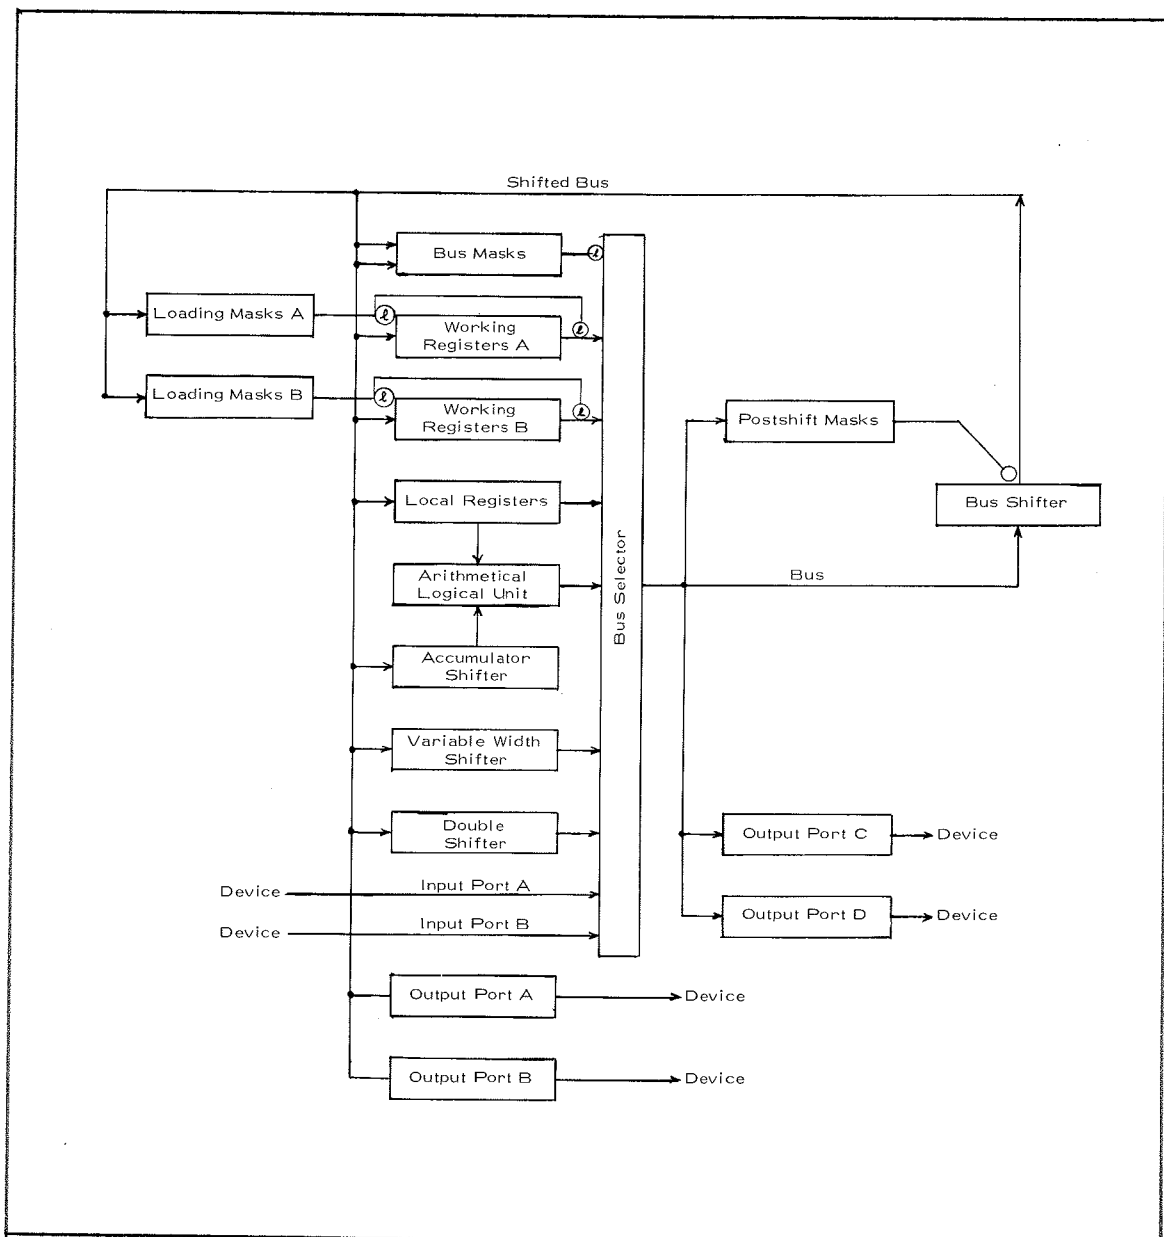 Shifted Bus
Bus Masks
ℓ
Loading Masks A
ℓ
ℓ
Working
Registers A
Loading Masks B
ℓ
ℓ
Working
Registers B
Postshift Masks
Local Registers
Bus Shifter
Arithmetical
Logical Unit
Bus Selector
Bus
Accumulator
Shifter
Variable Width
Shifter
Double
Shifter
Output Port C
Device
Device
Input Port A
Device
Input Port B
Output Port D
Device
Output Port A
Device
Output Port B
Device